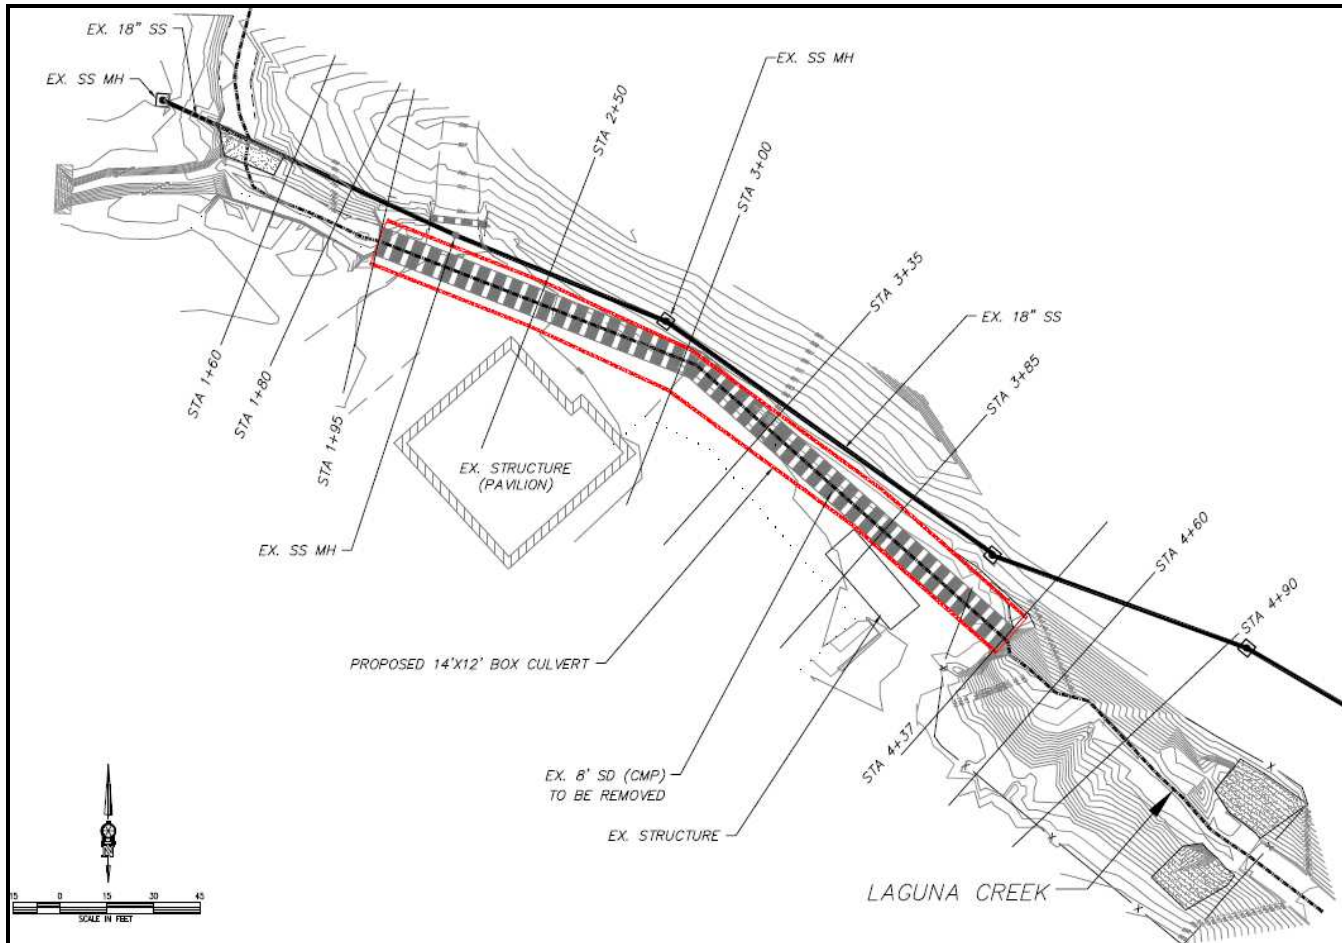 EX. 18" SS
EX. SS MH
EX. SS MH
STA 2+50
STA 3+00
STA 3+35
EX. 18" SS
STA 3+85
STA 1+60
STA 1+80
STA 1+95
EX. STRUCTURE
(PAVILION)
EX. SS MH
STA 4+60
STA 4+90
PROPOSED 14'X12' BOX CULVERT
STA 4+37
EX. 8' SD (CMP)
TO BE REMOVED
EX. STRUCTURE
LAGUNA CREEK
15 0 15 30 45
SCALE IN FEET